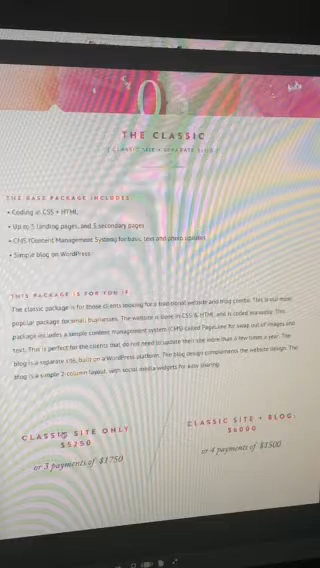 THE CLASSIC
( CLASSIC SITE + SEPARATE BLOG )
THE BASE PACKAGE INCLUDES
• Coding in CSS + HTML
• Up to 5 landing pages, and 5 secondary pages
• CMS (Content Management System) for basic text and photo updates
• Simple blog on WordPress
THIS PACKAGE IS FOR YOU IF
The classic package is for those clients looking for a traditional website and blog combo. This is our most
popular package for small businesses. The website is built in CSS & HTML, and is coded manually. This
package includes a simple content management system (CMS) called PageLime for swap out of images and
text. This is perfect for the clients that do not need to update their site more than a few times a year. The
blog is a separate site, built on a WordPress platform. The blog design complements the website design. The
blog is a simple 2-column layout, with social media widgets for easy sharing.
CLASSIC SITE ONLY
$5250
or 3 payments of $1750
CLASSIC SITE + BLOG:
$6000
or 4 payments of $1500